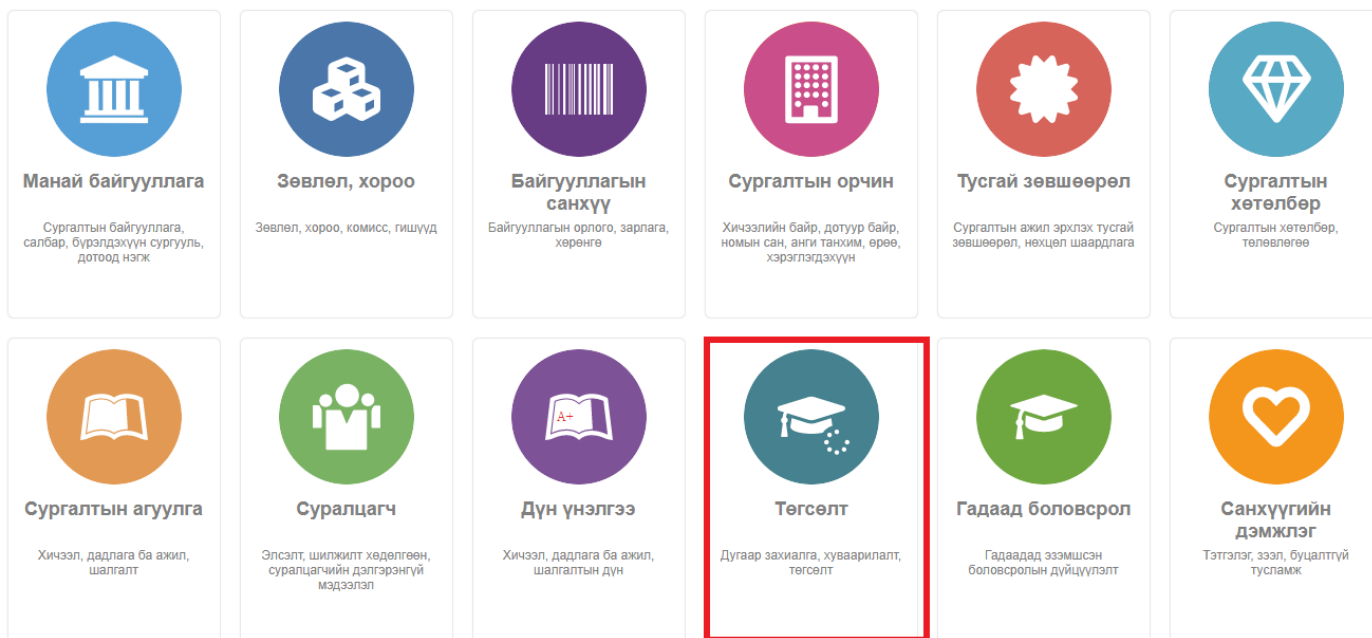 Манай байгууллага
Сургалтын байгууллага,
салбар, бүрэлдэхүүн сургууль,
дотоод нэгж
Зөвлөл, хороо
Зөвлөл, хороо, комисс, гишүүд
Байгууллагын
санхүү
Байгууллагын орлого, зарлага,
хөрөнгө
Сургалтын орчин
Хичээлийн байр, дотуур байр,
номын сан, анги танхим, өрөө,
хэрэглэгдэхүүн
Тусгай зөвшөөрөл
Сургалтын ажил эрхлэх тусгай
зөвшөөрөл, нөхцөл шаардлага
Сургалтын
хөтөлбөр
Сургалтын хөтөлбөр,
төлөвлөгөө
Сургалтын агуулга
Хичээл, дадлага ба ажил,
шалгалт
Суралцагч
Элсэлт, шилжилт хөдөлгөөн,
суралцагчийн дэлгэрэнгүй
мэдээлэл
A+
Дүн үнэлгээ
Хичээл, дадлага ба ажил,
шалгалтын дүн
Төгсөлт
Дугаар захиалга, хуваарилалт,
төгсөлт
Гадаад боловсрол
Гадаадад эзэмшсэн
боловсролын дүйцүүлэлт
Санхүүгийн
дэмжлэг
Тэтгэлэг, зээл, буцалтгүй
тусламж